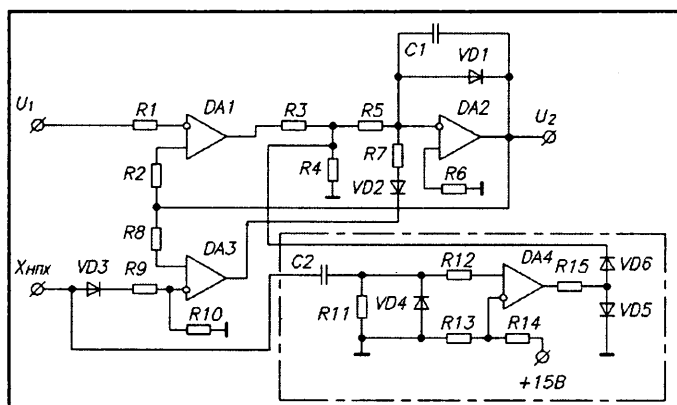 C1
VD1
U1
R1
DA1
R3
R5
DA2
U2
R2
R4
R7
R6
VD2
R8
DA3
Xнпх
VD3
R9
C2
R12
DA4
R15
VD6
R10
R11
VD4
R13
R14
VD5
+15В